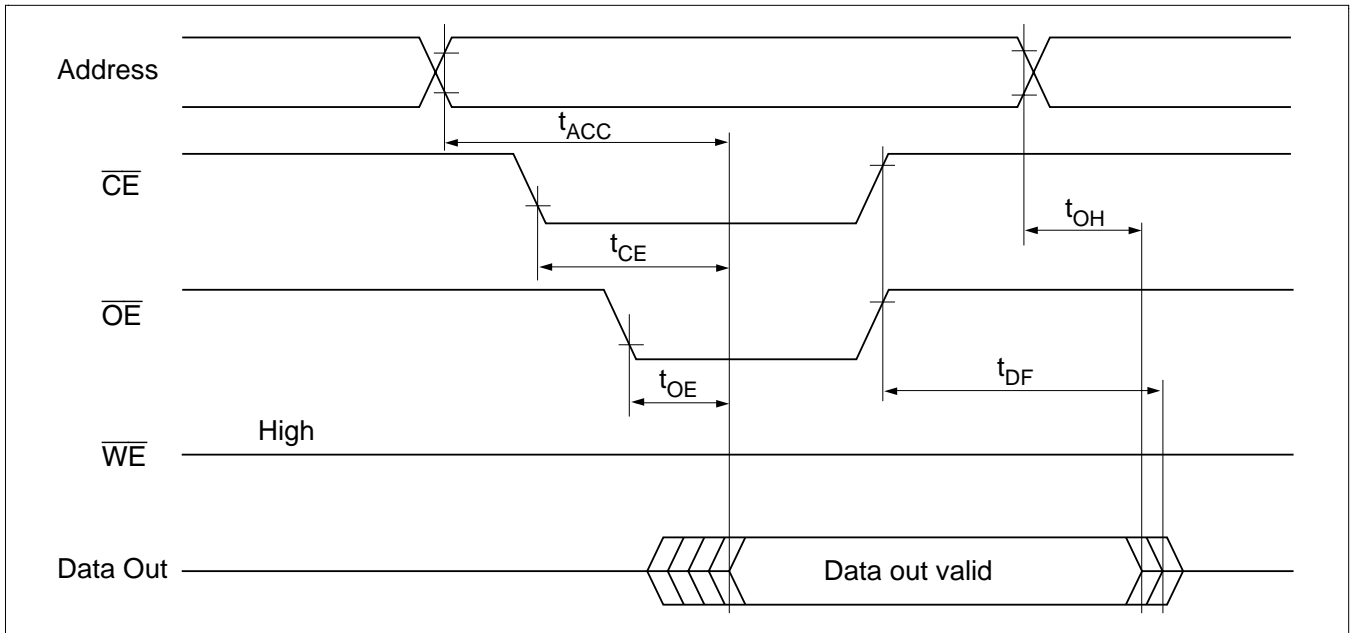 Address
tACC
CE
tOH
tCE
OE
tDF
tOE
High
WE
Data Out
Data out valid